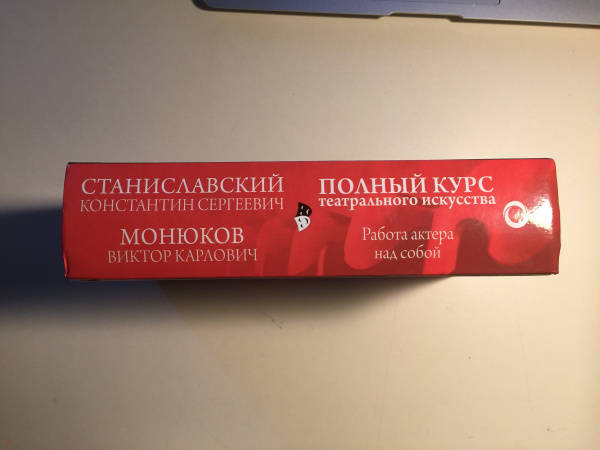 СТАНИСЛАВСКИЙ
КОНСТАНТИН СЕРГЕЕВИЧ
МОНЮКОВ
ВИКТОР КАРЛОВИЧ
ПОЛНЫЙ КУРС
театрального искусства
Работа актера
над собой